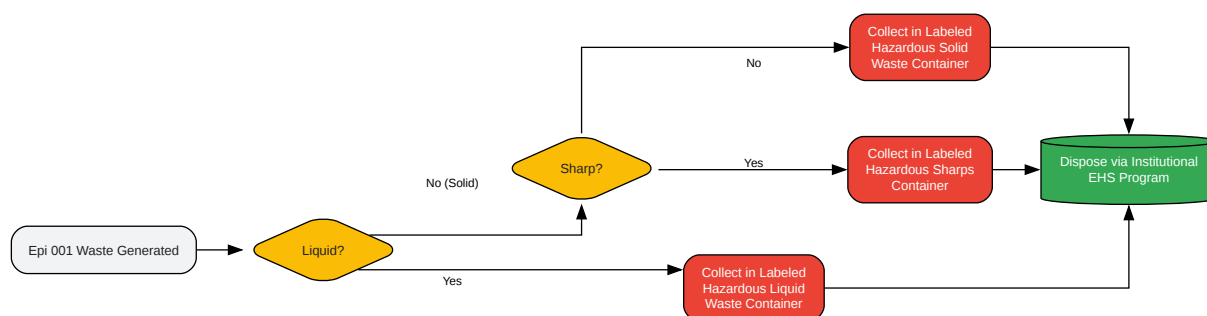 Collect in Labeled
Hazardous Solid
Waste Container
No
Sharp?
Yes
Collect in Labeled
Hazardous Sharps
Container
Dispose via Institutional
EHS Program
No (Solid)
Epi 001 Waste Generated
Liquid?
Yes
Collect in Labeled
Hazardous Liquid
Waste Container